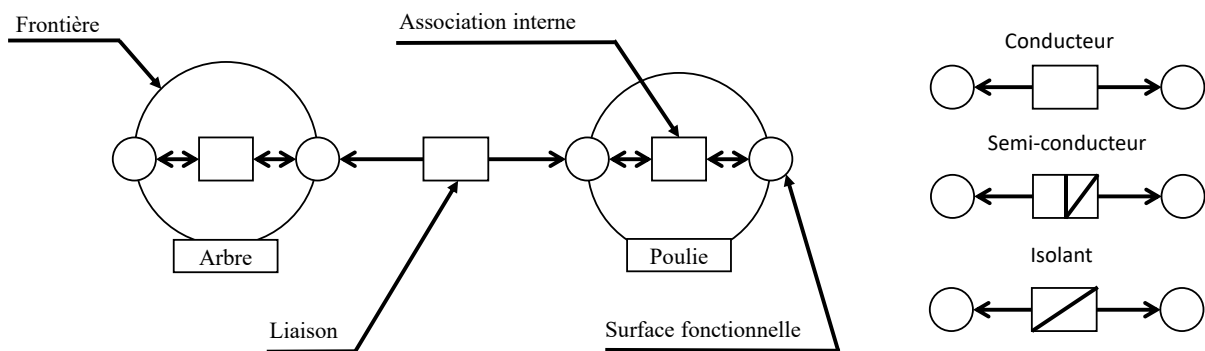 Frontière
Association interne
Arbre
Poulie
Liaison
Surface fonctionnelle
Conducteur
Semi-conducteur
Isolant